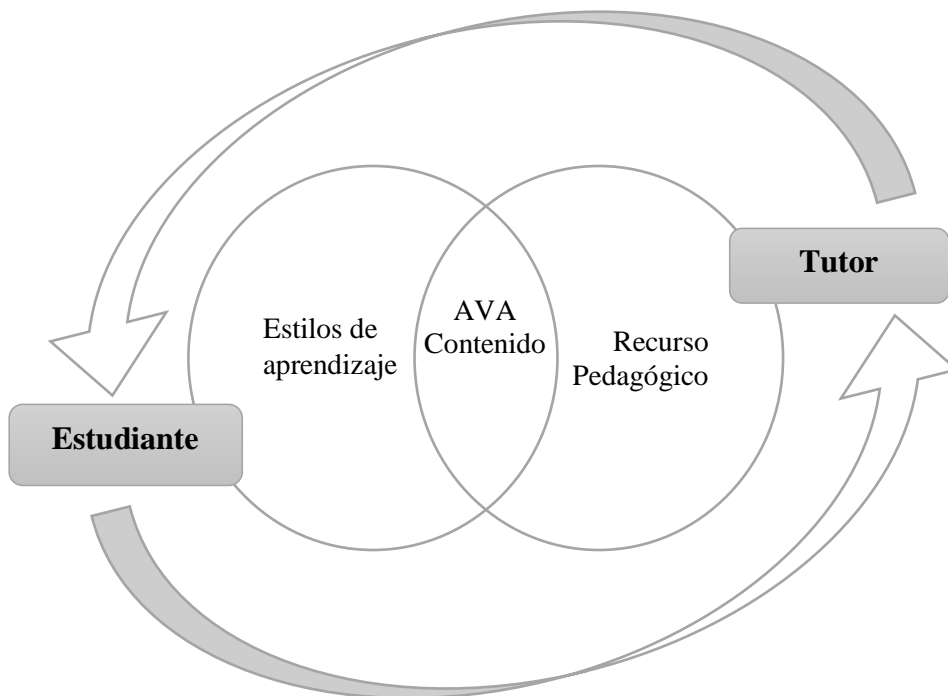 Tutor
Estilos de
aprendizaje
AVA
Contenido
Recurso
Pedagógico
Estudiante